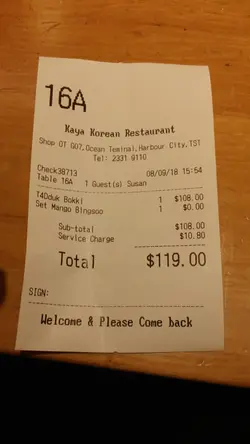 16A
Kaya Korean Restaurant
Shop OT G07,Ocean Teminal,Harbour City,TST
Tel: 2331 9110
Check38713 08/09/18 15:54
Table 16A 1 Guest(s) Susan
T4Dduk Bokki 1 $108.00
Set Mango Bingsoo 1 $0.00
Sub-total $108.00
Service Charge $10.80
Total $119.00
SIGN:
Welcome & Please Come back